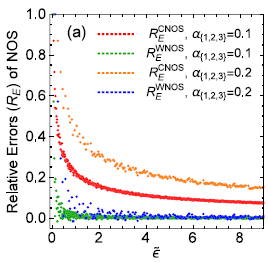 Relative Errors (R_E) of NOS
(a)
R_E^CNOS, α_{1,2,3}=0.1
R_E^WNOS, α_{1,2,3}=0.1
R_E^CNOS, α_{1,2,3}=0.2
R_E^WNOS, α_{1,2,3}=0.2
1.0
0.8
0.6
0.4
0.2
0.0
0 2 4 6 8
ε̃